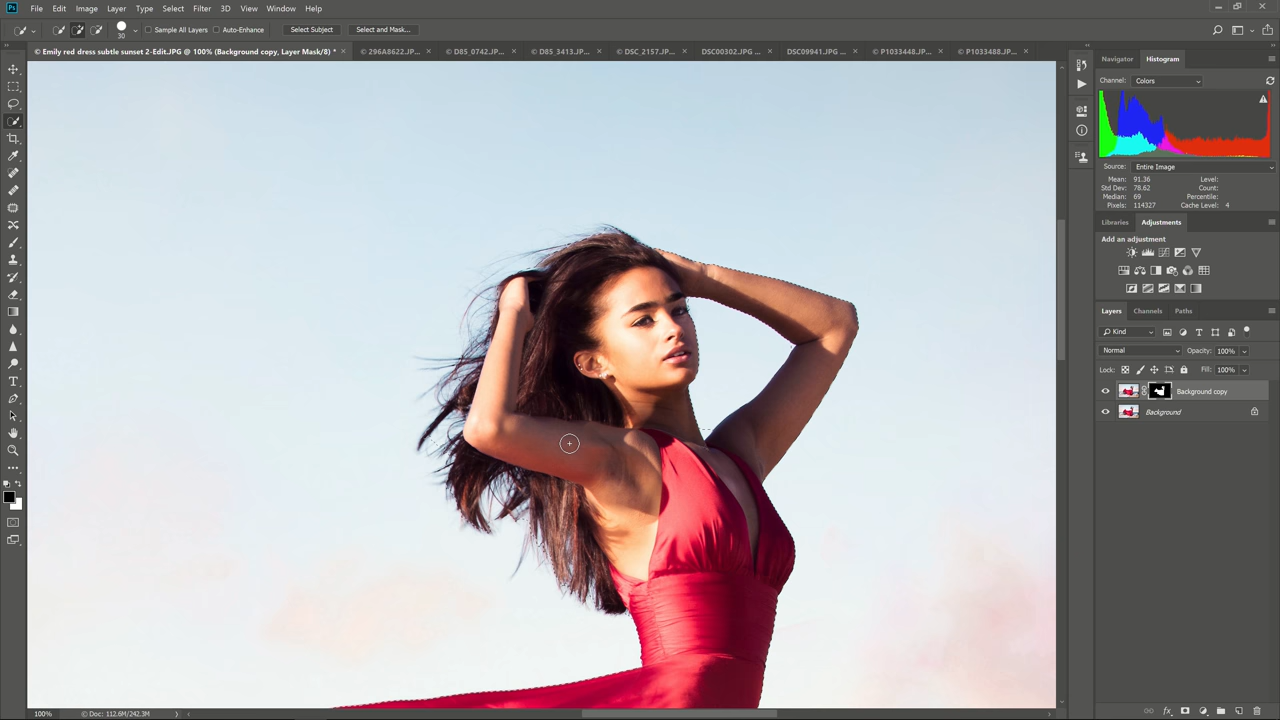 Ps File Edit Image Layer Type Select Filter 3D View Window Help
30 Sample All Layers Auto-Enhance Select Subject Select and Mask...
© Emily red dress subtle sunset 2-Edit.JPG @ 100% (Background copy, Layer Mask/8) * × © 296A8622.JP... × © D85_0742.JP... × © D85_3413.JP... × © DSC_2157.JP... × DSC00302.JPG ... × DSC09941.JPG ... × © P1033448.JP... × © P1033488.JP... ×
Navigator Histogram
Channel: Colors
Source: Entire Image
Mean: 91.36 Level:
Std Dev: 78.62 Count:
Median: 69 Percentile:
Pixels: 114327 Cache Level: 4
Libraries Adjustments
Add an adjustment
Layers Channels Paths
Kind
Normal Opacity: 100%
Lock: Fill: 100%
Background copy
Background
100% © Doc: 112.6M/242.3M